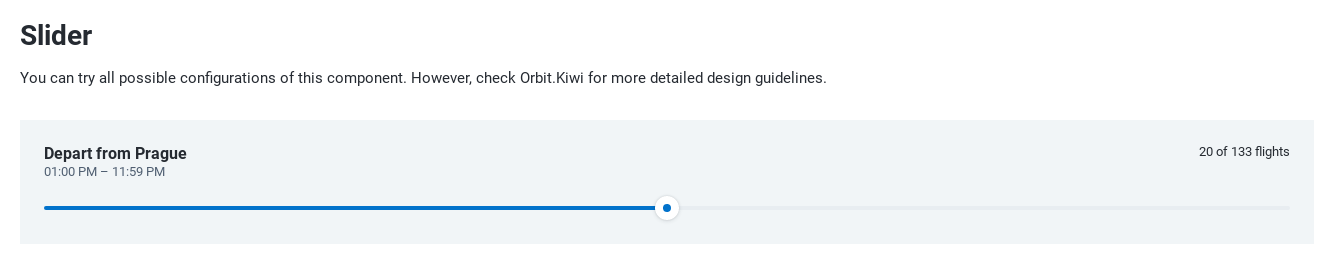 Slider
You can try all possible configurations of this component. However, check Orbit.Kiwi for more detailed design guidelines.
Depart from Prague
20 of 133 flights
01:00 PM – 11:59 PM